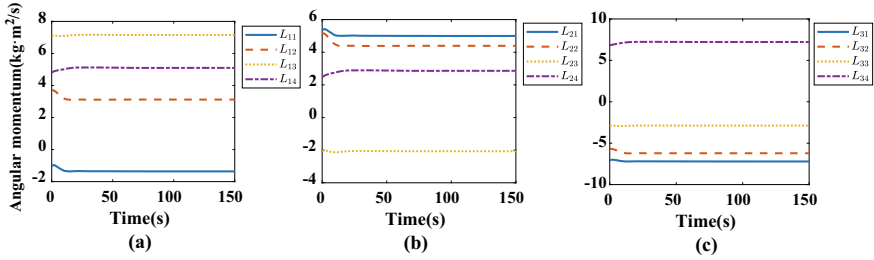 Angular momentum(kg·m²/s)
8
6
4
2
0
-2
0 50 100 150
Time(s)
(a)
L₁₁
L₁₂
L₁₃
L₁₄
6
4
2
0
-2
-4
0 50 100 150
Time(s)
(b)
L₂₁
L₂₂
L₂₃
L₂₄
10
5
0
-5
-10
0 50 100 150
Time(s)
(c)
L₃₁
L₃₂
L₃₃
L₃₄